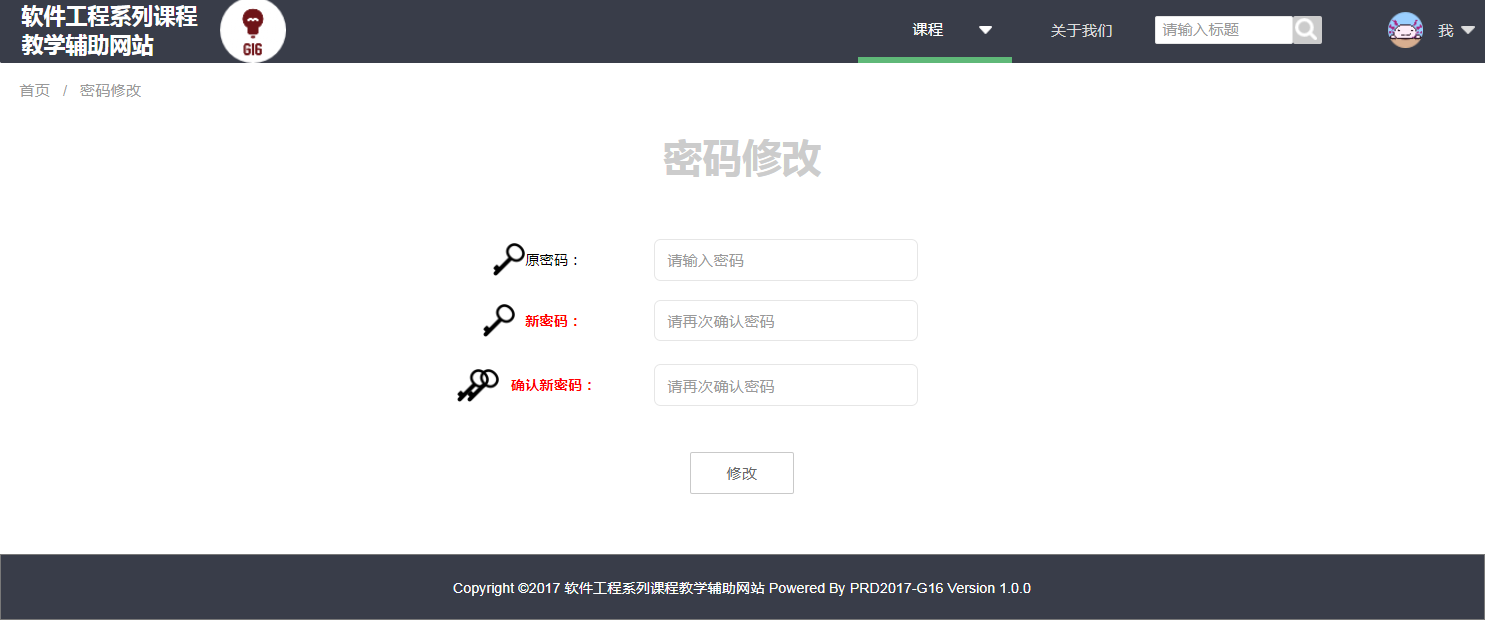 软件工程系列课程
教学辅助网站
G16
课程
关于我们
请输入标题
我
首页 / 密码修改
密码修改
原密码：
请输入密码
新密码：
请再次确认密码
确认新密码：
请再次确认密码
修改
Copyright ©2017 软件工程系列课程教学辅助网站 Powered By PRD2017-G16 Version 1.0.0